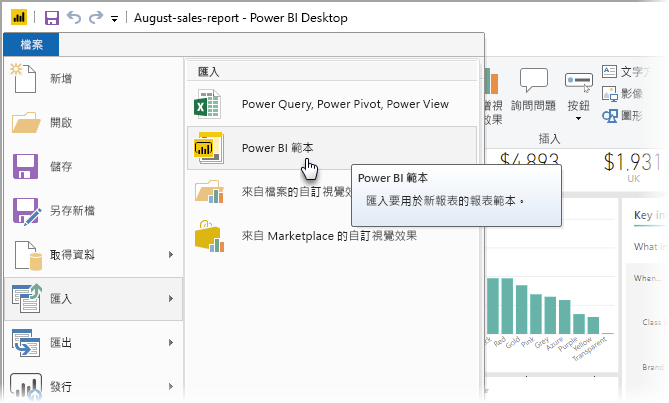 August-sales-report - Power BI Desktop
檔案
新增
開啟
儲存
另存新檔
取得資料
匯入
匯出
發行
匯入
Power Query, Power Pivot, Power View
Power BI 範本
來自檔案的自訂視覺效
來自 Marketplace 的自訂視覺效果
Power BI 範本
匯入要用於新報表的報表範本。
增視
效果
詢問問題
按鈕
文字方
影像
圖形
插入
$4,893
$1,931
UK
Key in
What in
When...
Class i
Brand
Red
Gold
Pink
Grey
Azure
Purple
Yellow
Transparent